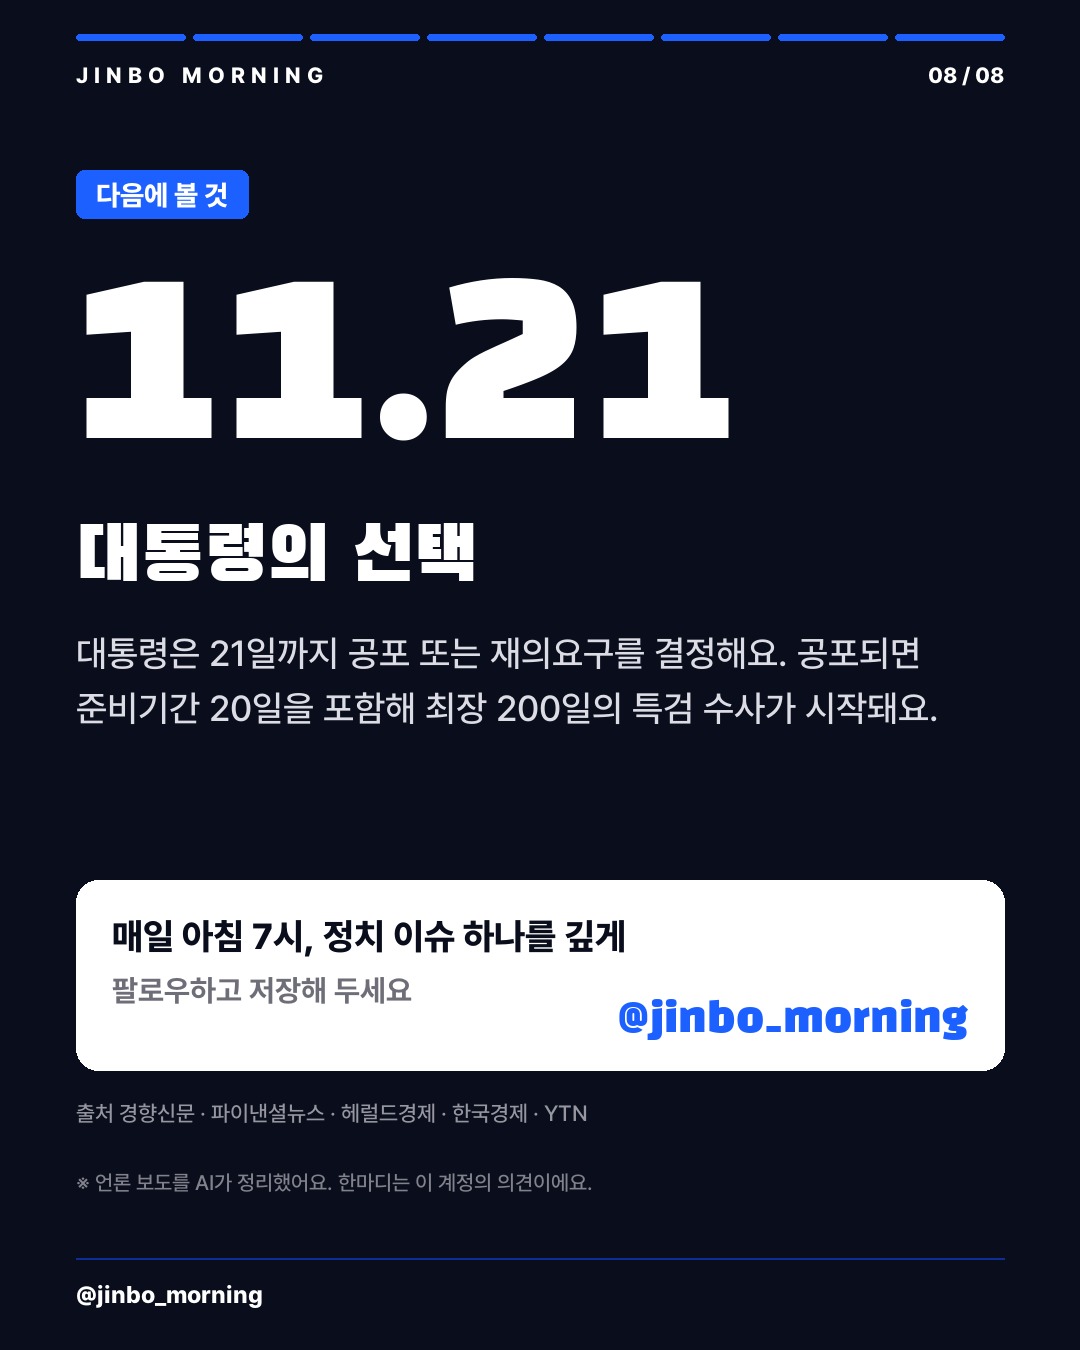 JINBO MORNING
08/08
다음에 볼 것
11.21
대통령의 선택
대통령은 21일까지 공포 또는 재의요구를 결정해요. 공포되면
준비기간 20일을 포함해 최장 200일의 특검 수사가 시작돼요.
매일 아침 7시, 정치 이슈 하나를 깊게
팔로우하고 저장해 두세요
@jinbo_morning
출처 경향신문 · 파이낸셜뉴스 · 헤럴드경제 · 한국경제 · YTN
※ 언론 보도를 AI가 정리했어요. 한마디는 이 계정의 의견이에요.
@jinbo_morning